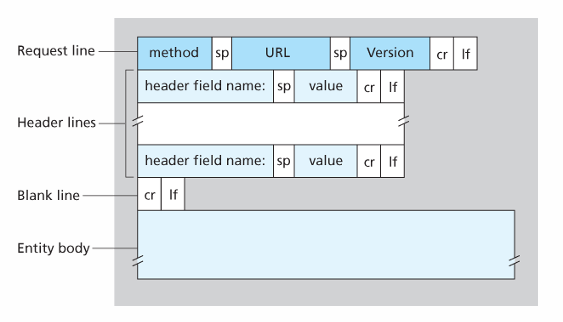 Request line method sp URL sp Version cr lf
header field name: sp value cr lf
Header lines
header field name: sp value cr lf
Blank line cr lf
Entity body